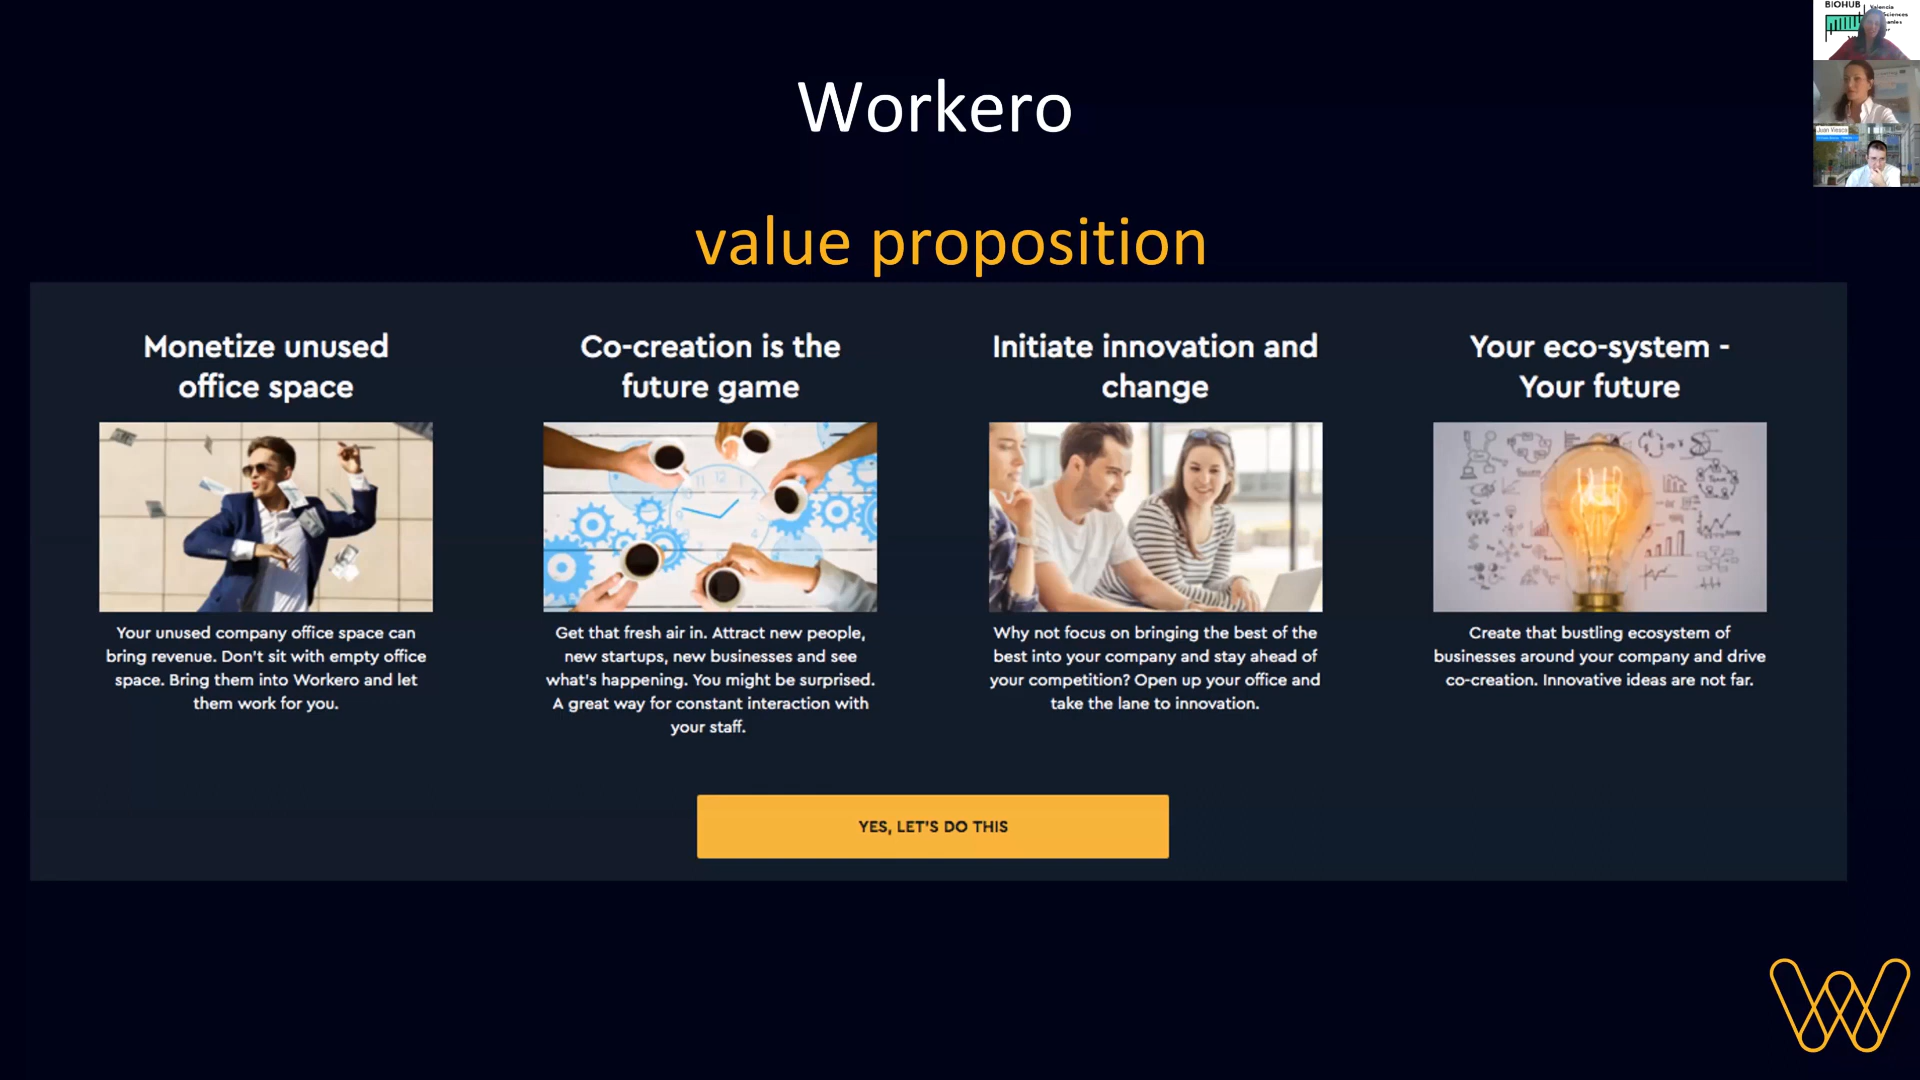 BIOHUB
Valencia
Workero
value proposition
Juan Viesca
Monetize unused
office space
Co-creation is the
future game
Initiate innovation and
change
Your eco-system -
Your future
Your unused company office space can
bring revenue. Don't sit with empty office
space. Bring them into Workero and let
them work for you.
Get that fresh air in. Attract new people,
new startups, new businesses and see
what's happening. You might be surprised.
A great way for constant interaction with
your staff.
Why not focus on bringing the best of the
best into your company and stay ahead of
your competition? Open up your office and
take the lane to innovation.
Create that bustling ecosystem of
businesses around your company and drive
co-creation. Innovative ideas are not far.
YES, LET'S DO THIS